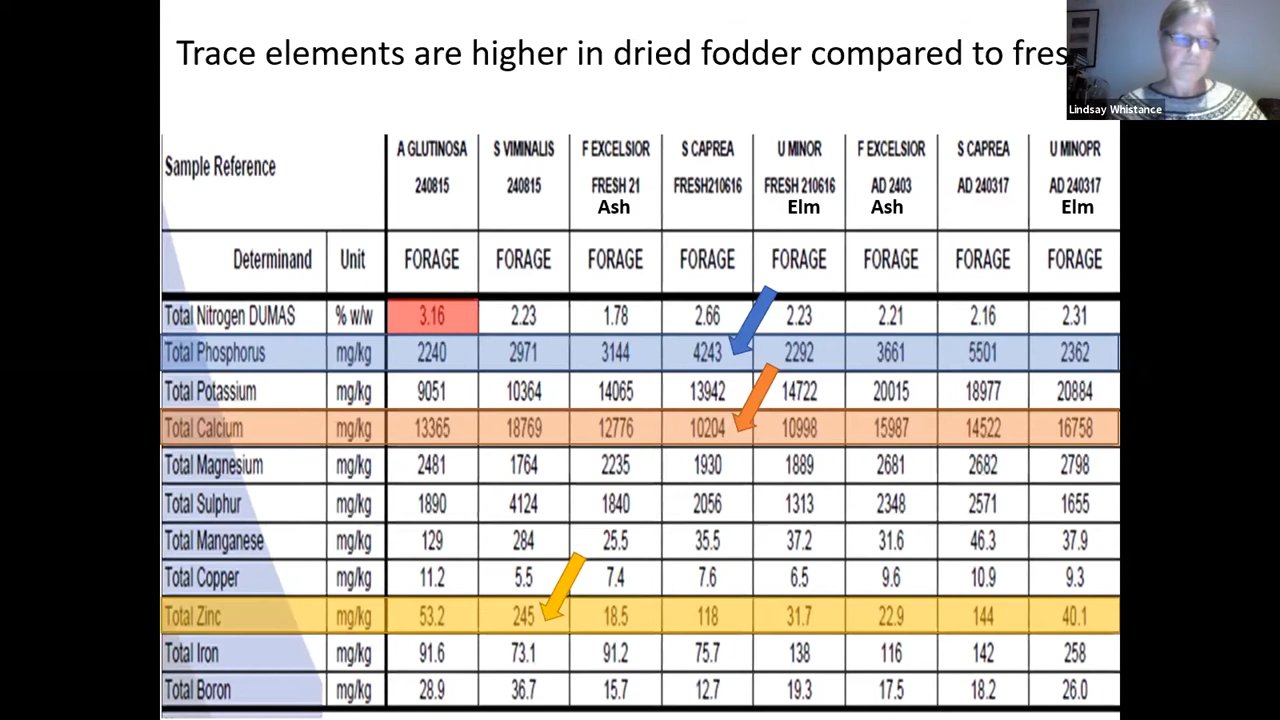 Trace elements are higher in dried fodder compared to fres
Lindsay Whistance
Sample Reference A GLUTINOSA 240815 S VIMINALIS 240815 F EXCELSIOR FRESH 21 Ash S CAPREA FRESH210616 U MINOR FRESH 210616 Elm F EXCELSIOR AD 2403 Ash S CAPREA AD 240317 U MINOPR AD 240317 Elm
Determinand Unit FORAGE FORAGE FORAGE FORAGE FORAGE FORAGE FORAGE FORAGE
Total Nitrogen DUMAS % w/w 3.16 2.23 1.78 2.66 2.23 2.21 2.16 2.31
Total Phosphorus mg/kg 2240 2971 3144 4243 2292 3661 5501 2362
Total Potassium mg/kg 9051 10364 14065 13942 14722 20015 18977 20884
Total Calcium mg/kg 13365 18769 12776 10204 10998 15987 14522 16758
Total Magnesium mg/kg 2481 1764 2235 1930 1889 2681 2682 2798
Total Sulphur mg/kg 1890 4124 1840 2056 1313 2348 2571 1655
Total Manganese mg/kg 129 284 25.5 35.5 37.2 31.6 46.3 37.9
Total Copper mg/kg 11.2 5.5 7.4 7.6 6.5 9.6 10.9 9.3
Total Zinc mg/kg 53.2 245 18.5 118 31.7 22.9 144 40.1
Total Iron mg/kg 91.6 73.1 91.2 75.7 138 116 142 258
Total Boron mg/kg 28.9 36.7 15.7 12.7 19.3 17.5 18.2 26.0